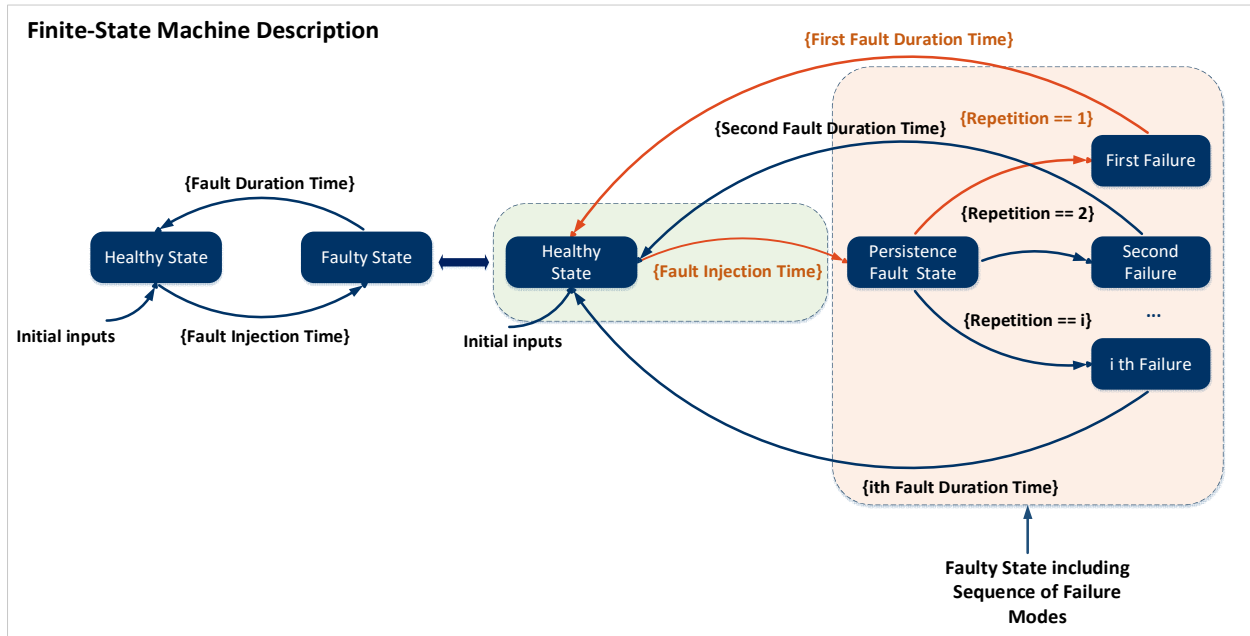 Finite-State Machine Description
{First Fault Duration Time}
{Second Fault Duration Time}
{Repetition == 1}
First Failure
{Fault Duration Time}
Healthy State
Faulty State
{Fault Injection Time}
Initial inputs
Healthy
State
{Fault Injection Time}
Initial inputs
Persistence
Fault State
{Repetition == 2}
Second
Failure
...
{Repetition == i}
i th Failure
{ith Fault Duration Time}
Faulty State including
Sequence of Failure
Modes